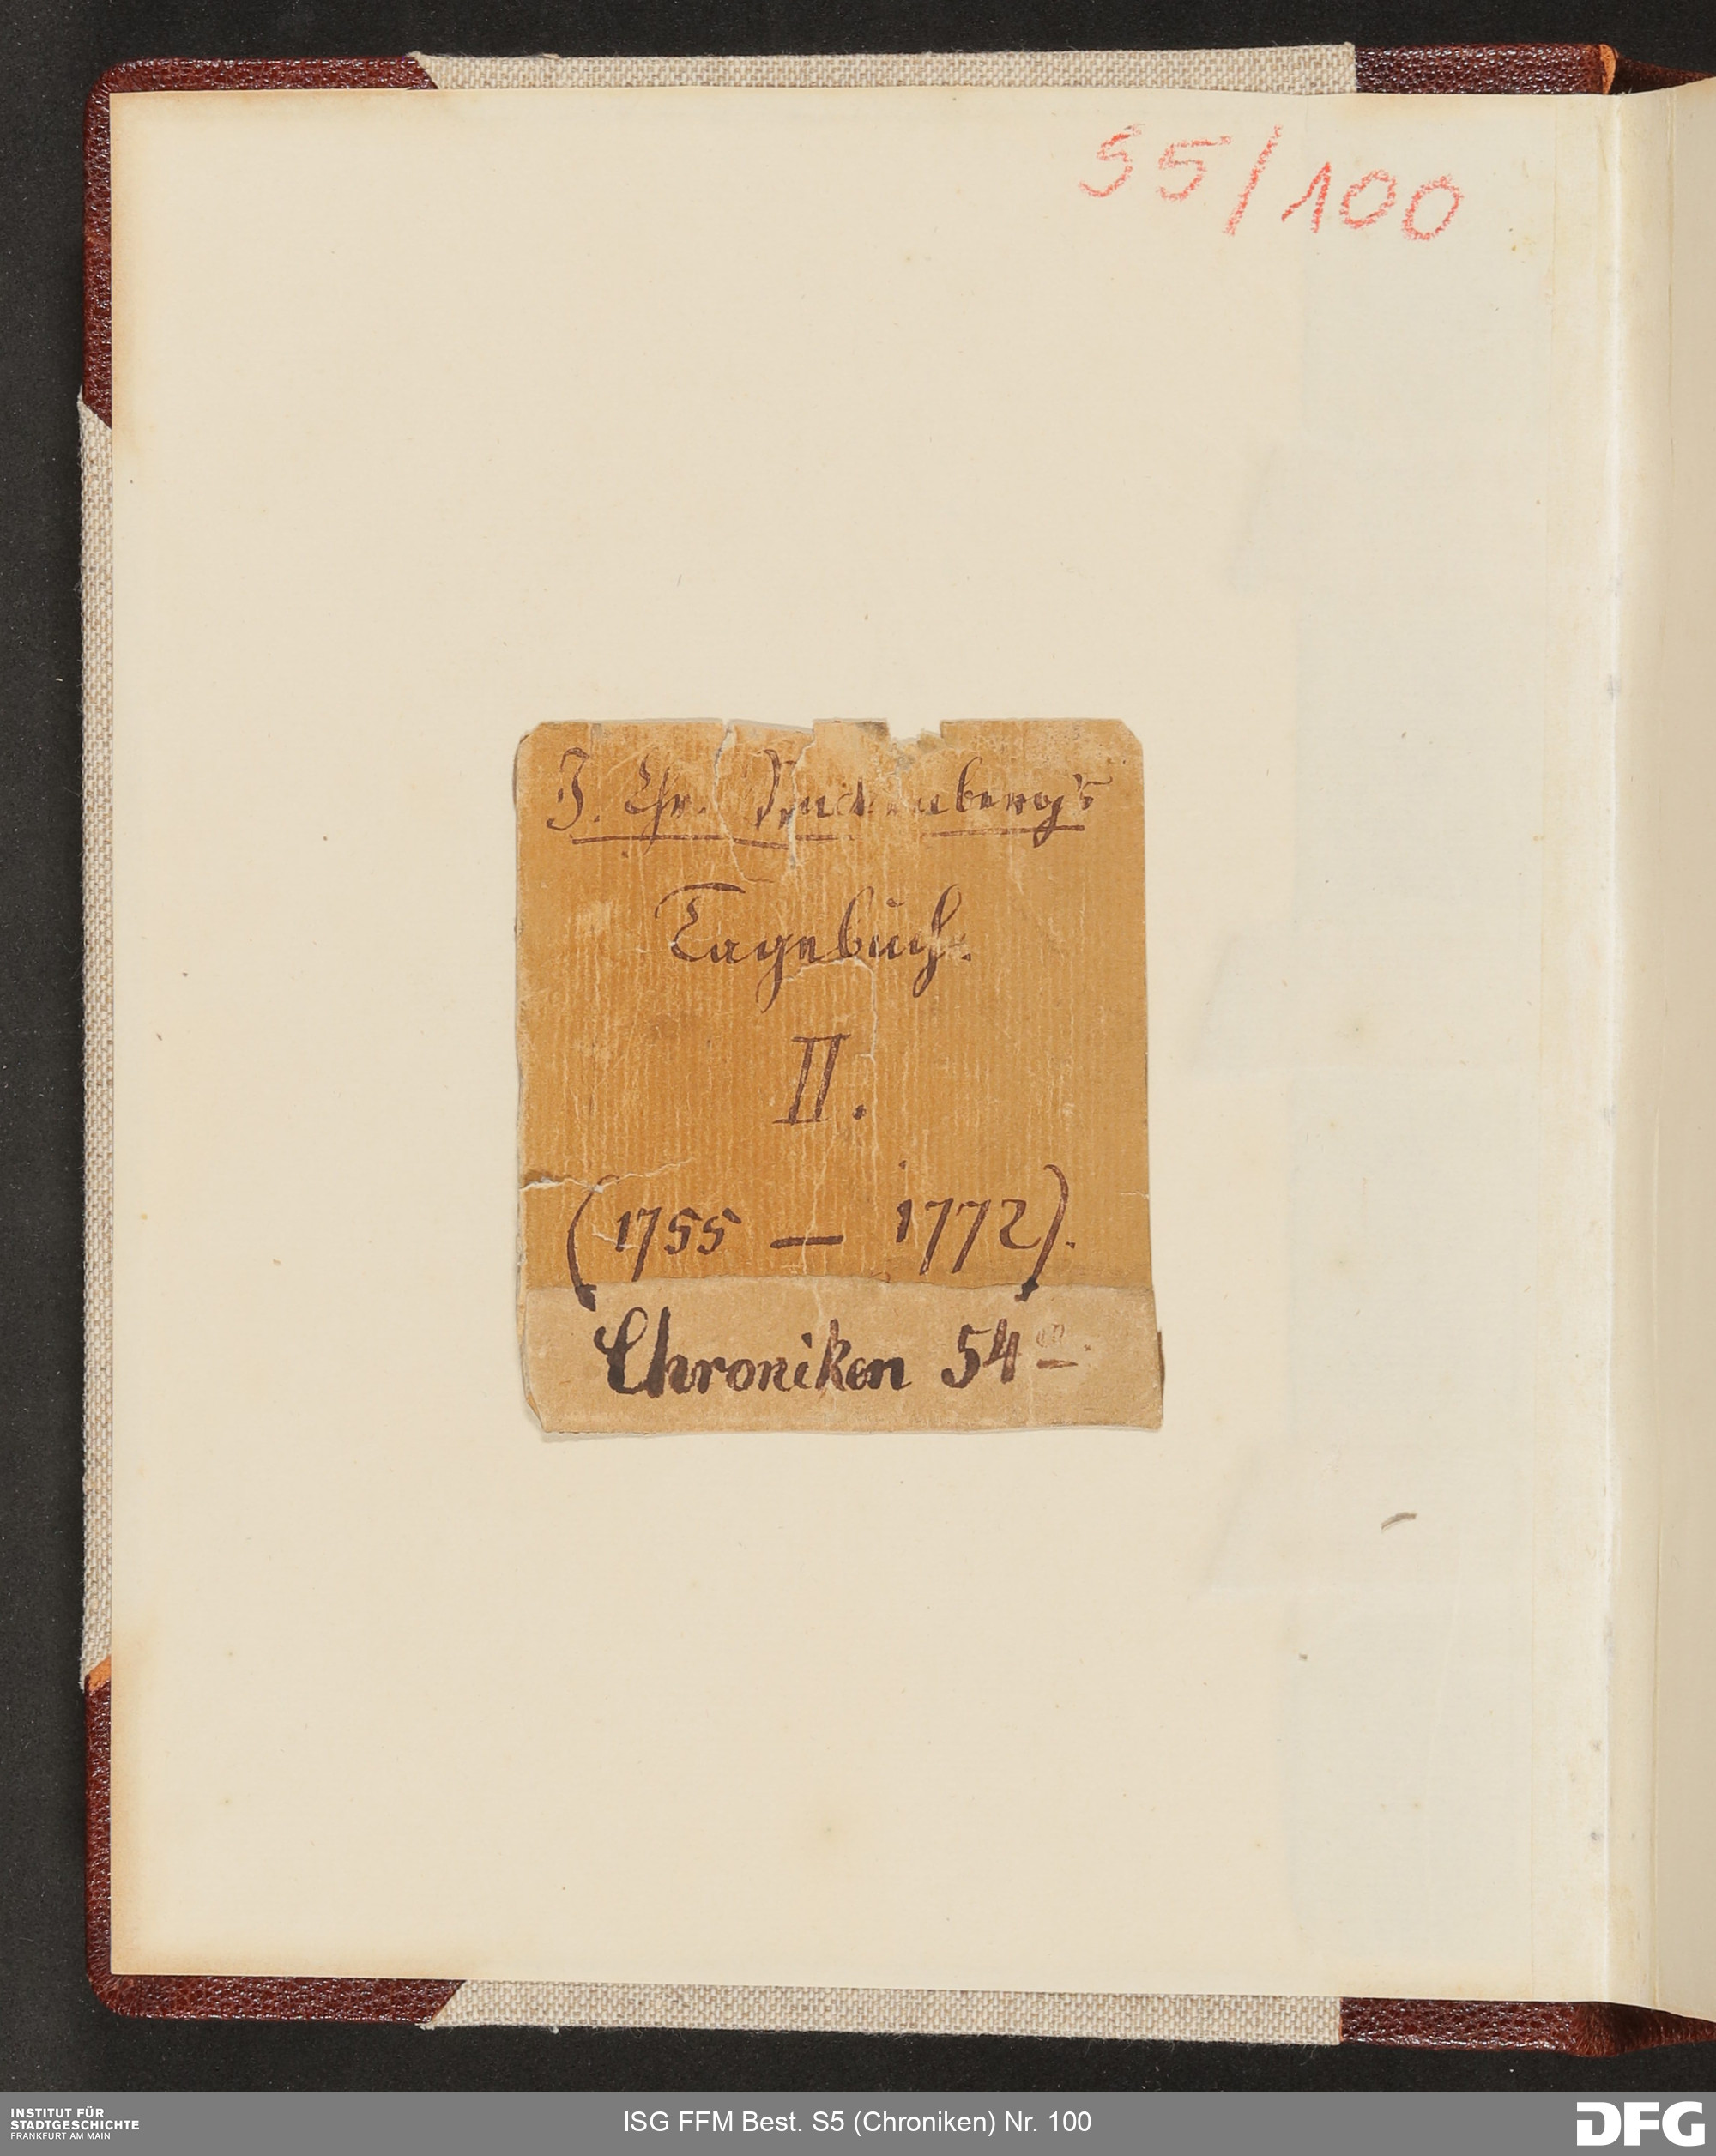 S5/100
J. Chr. Senckenberg's
Tagebuch.
II.
(1755 — 1772).
Chroniken 54
INSTITUT FÜR
STADTGESCHICHTE
FRANKFURT AM MAIN
ISG FFM Best. S5 (Chroniken) Nr. 100
DFG